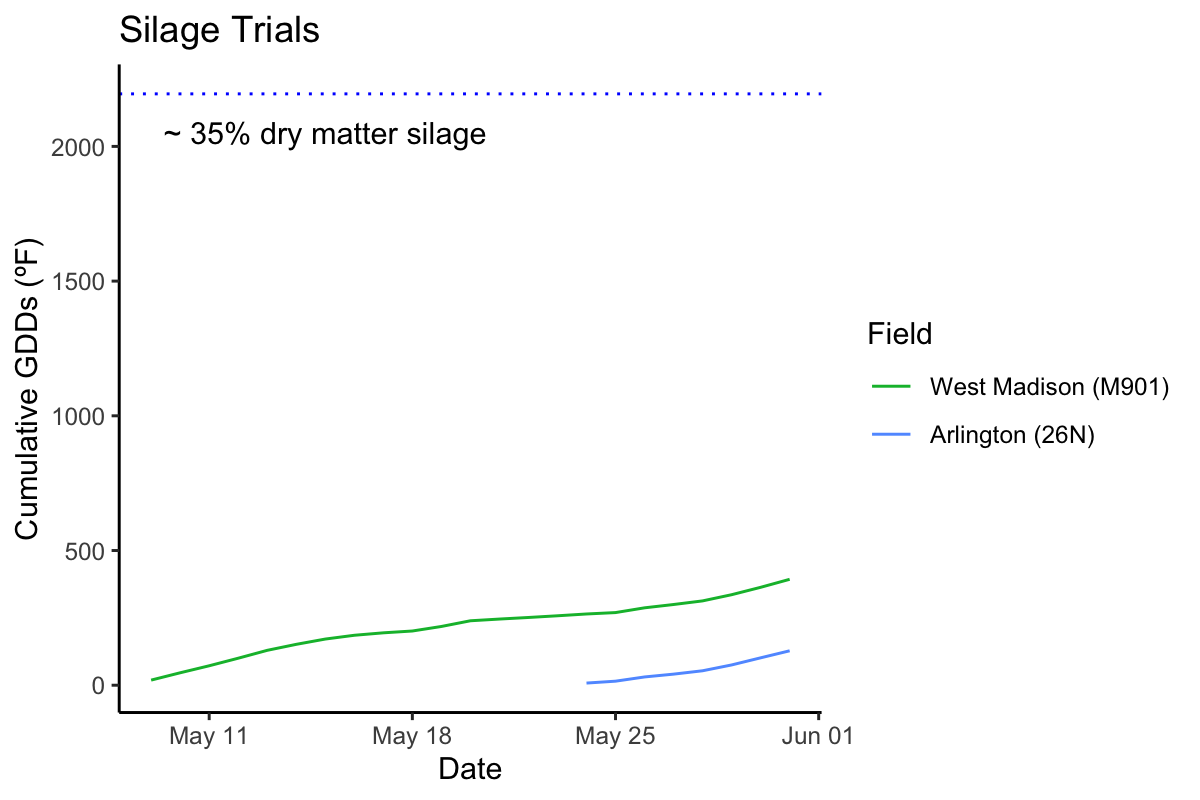 Silage Trials
~ 35% dry matter silage
2000
1500
1000
500
0
Cumulative GDDs (ºF)
May 11
May 18
May 25
Jun 01
Date
Field
West Madison (M901)
Arlington (26N)